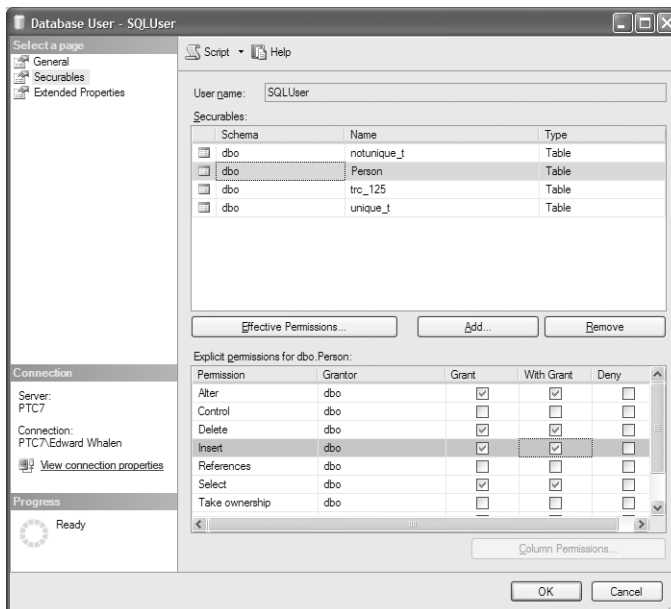 Database User - SQLUser
Select a page
General
Securables
Extended Properties
Script
Help
User name: SQLUser
Securables:
Schema Name Type
dbo notunique_t Table
dbo Person Table
dbo trc_125 Table
dbo unique_t Table
Effective Permissions... Add... Remove
Explicit permissions for dbo.Person:
Permission Grantor Grant With Grant Deny
Alter dbo
Control dbo
Delete dbo
Insert dbo
References dbo
Select dbo
Take ownership dbo
Column Permissions...
Connection
Server:
PTC7
Connection:
PTC7\Edward Whalen
View connection properties
Progress
Ready
OK Cancel